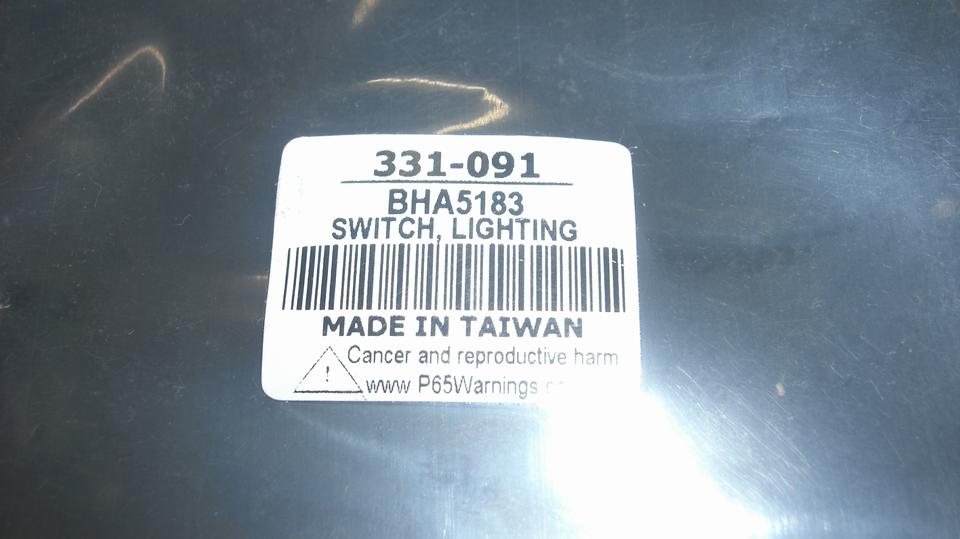 331-091
BHA5183
SWITCH, LIGHTING
MADE IN TAIWAN
! Cancer and reproductive harm
www P65Warnings